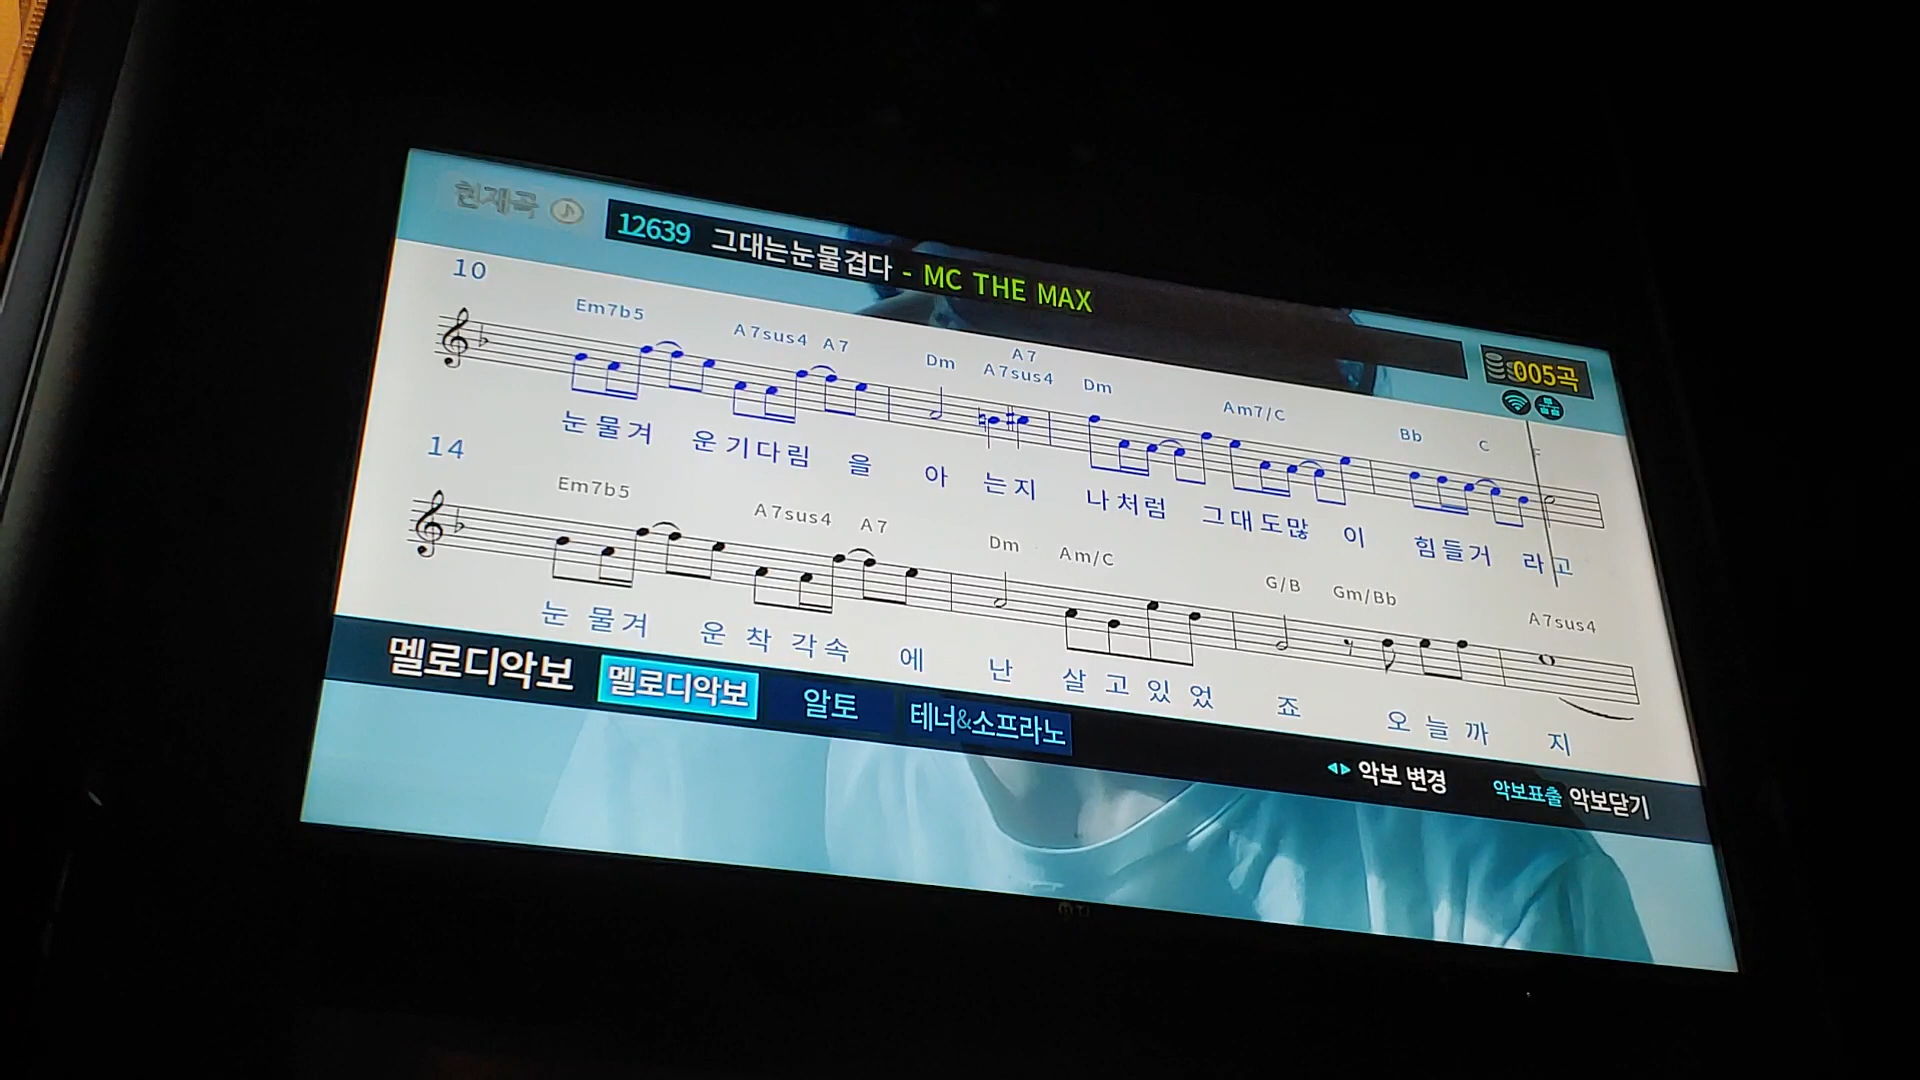 현재곡
12639 그대는눈물겹다 - MC THE MAX
005곡
10
Em7b5 A7sus4 A7 Dm A7 A7sus4 Dm Am7/C Bb C F
눈물겨 운기다림 을 아 는지 나처럼 그대도많 이 힘들거 라고
14
Em7b5 A7sus4 A7 Dm Am/C G/B Gm/Bb A7sus4
눈 물겨 운 착 각속 에 난 살고있었 죠 오늘까 지
멜로디악보 멜로디악보 알토 테너&소프라노
악보 변경 악보표출 악보닫기